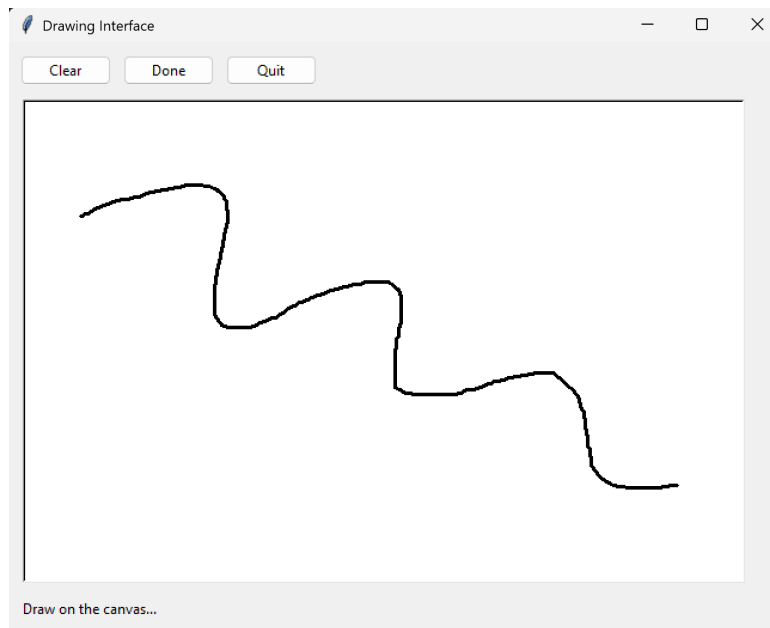 Drawing Interface
Clear Done Quit
Draw on the canvas...